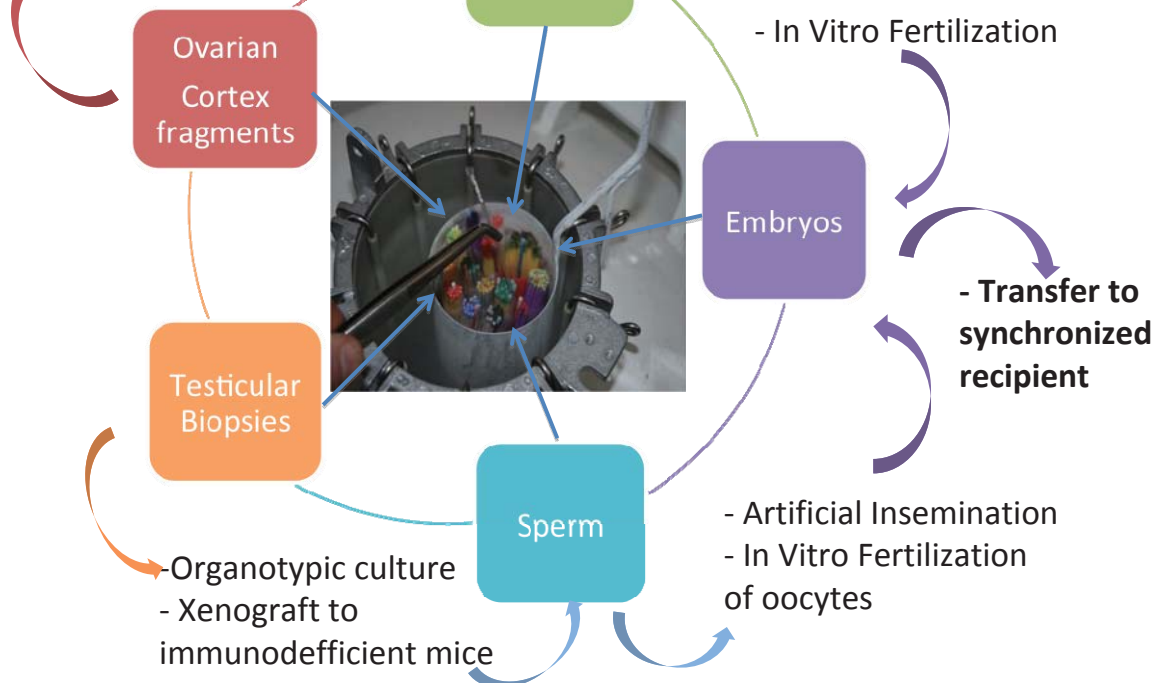 Ovarian
Cortex
fragments
- In Vitro Fertilization
Embryos
- Transfer to
synchronized
recipient
Testicular
Biopsies
Sperm
- Artificial Insemination
- In Vitro Fertilization
of oocytes
-Organotypic culture
- Xenograft to
immunodefficient mice